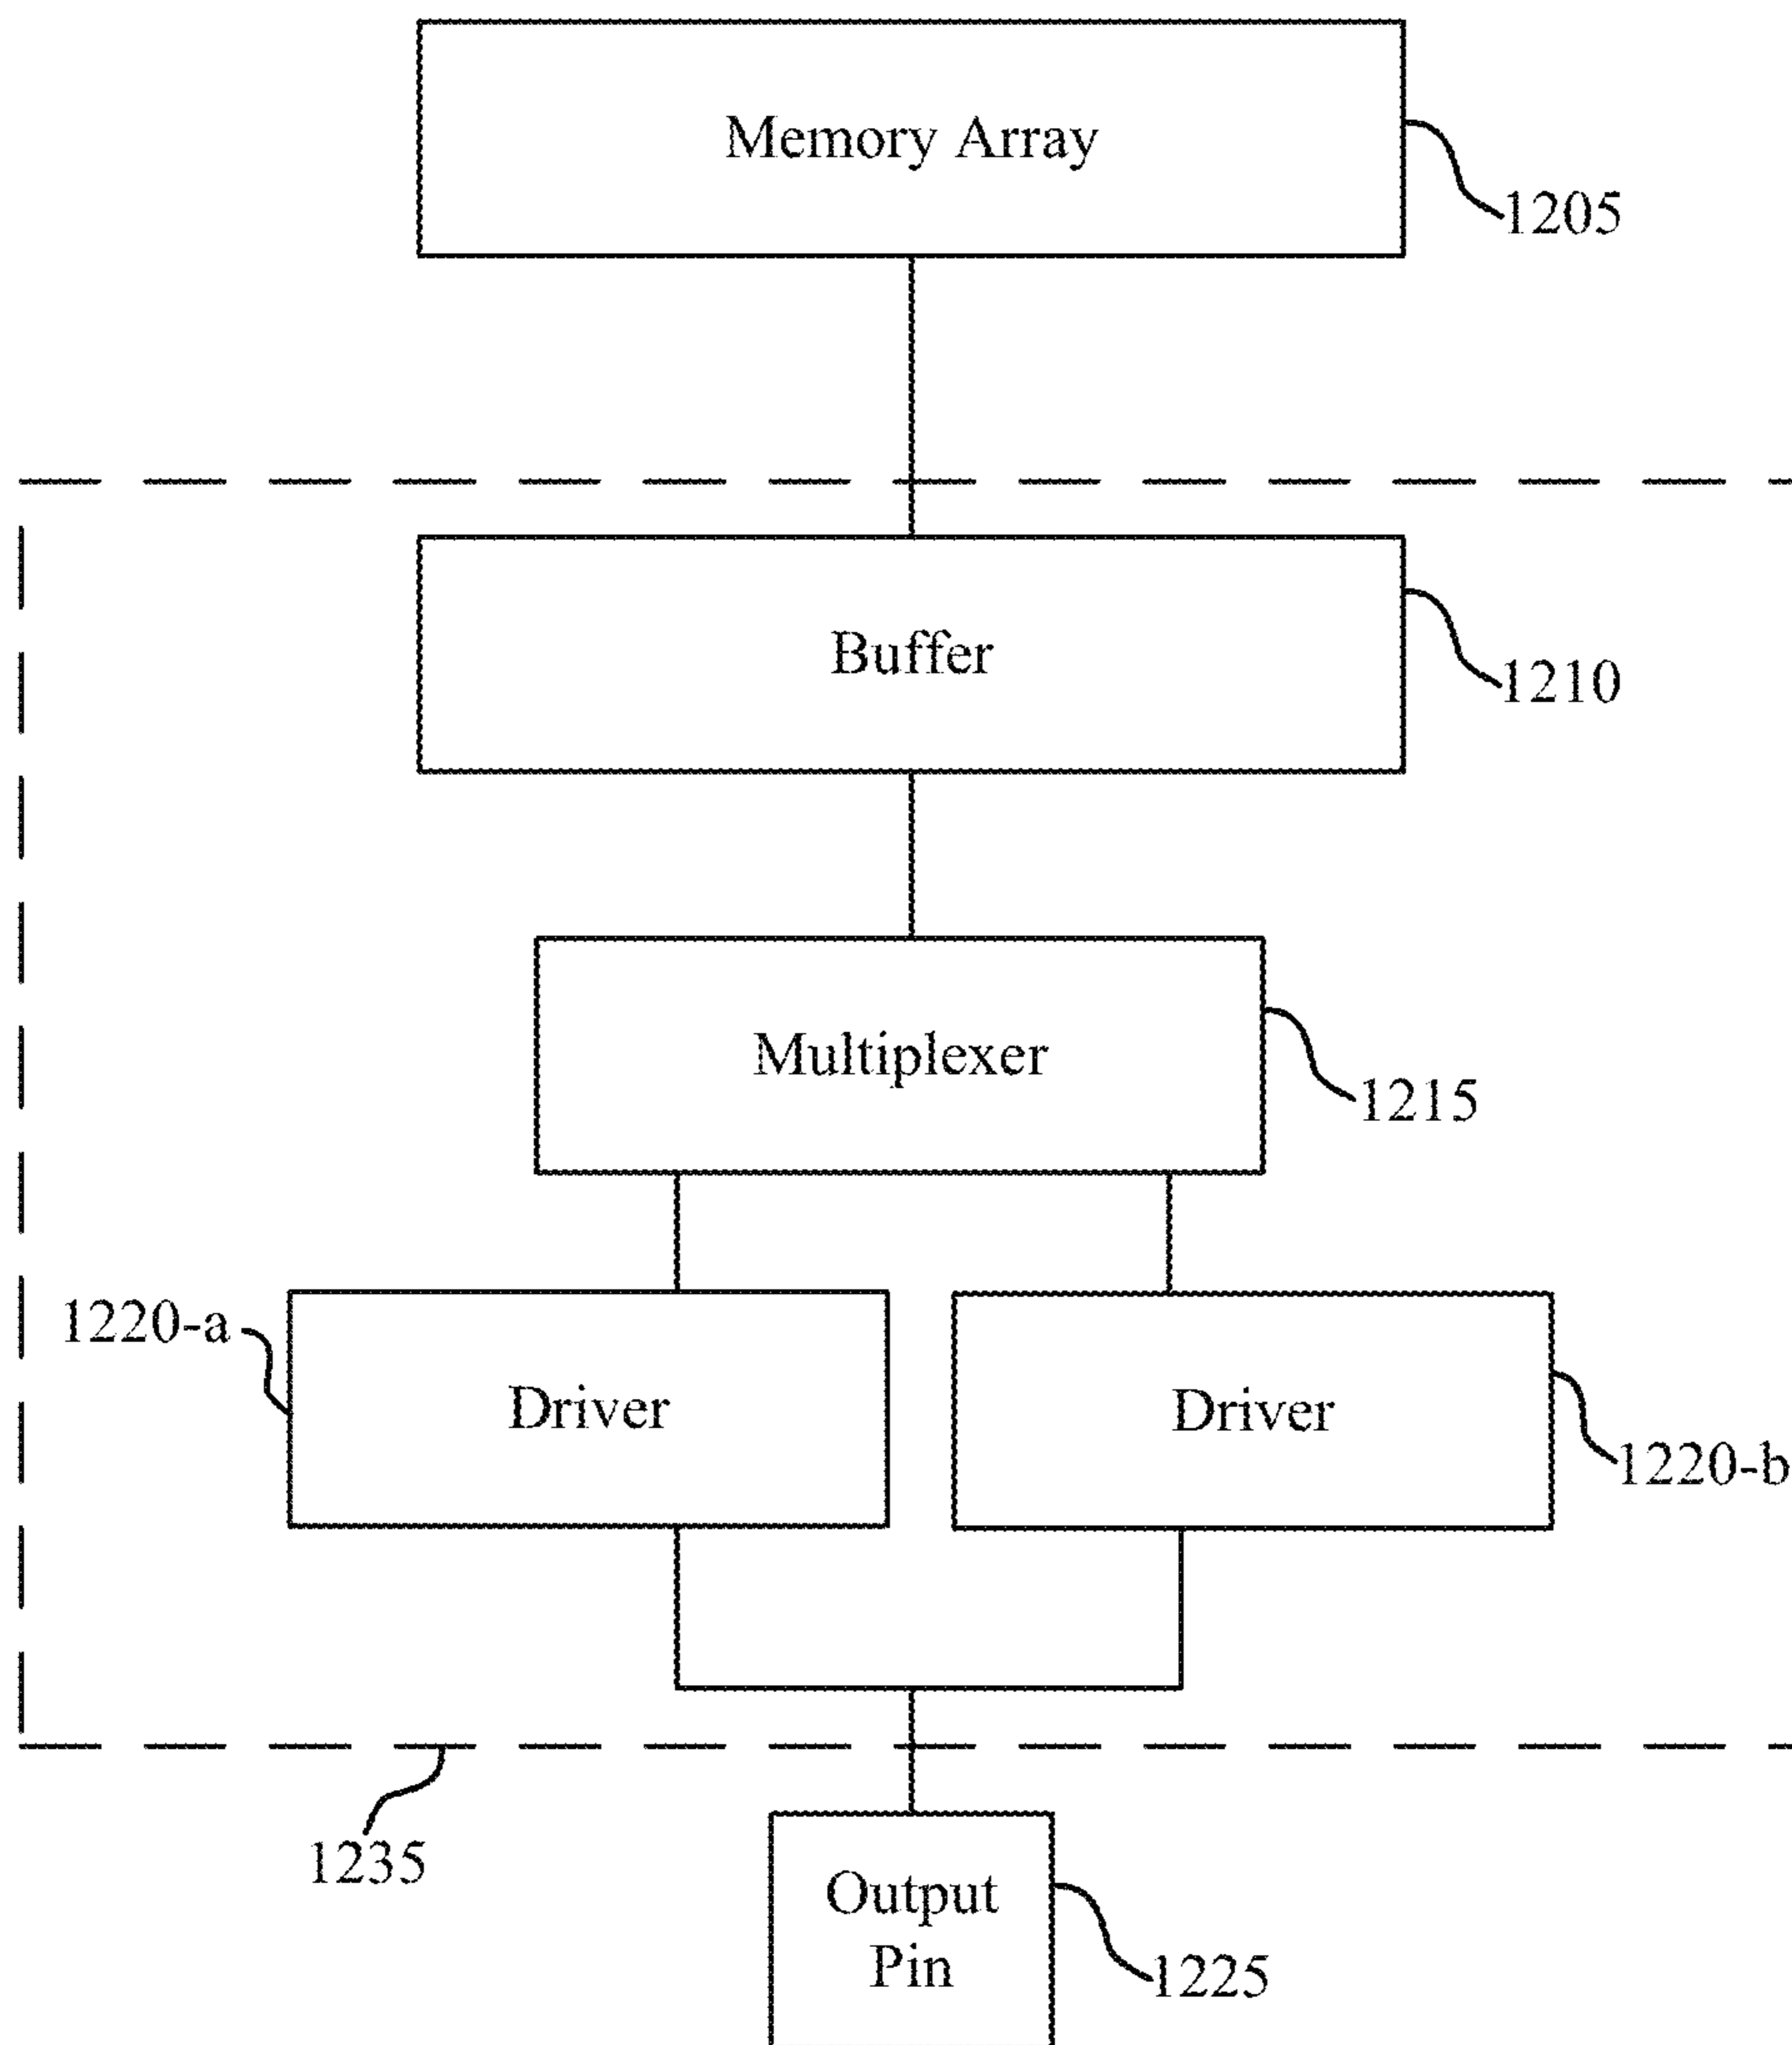 Memory Array
1205
Buffer
1210
Multiplexer
1215
1220-a
Driver
Driver
1220-b
1235
Output
Pin
1225